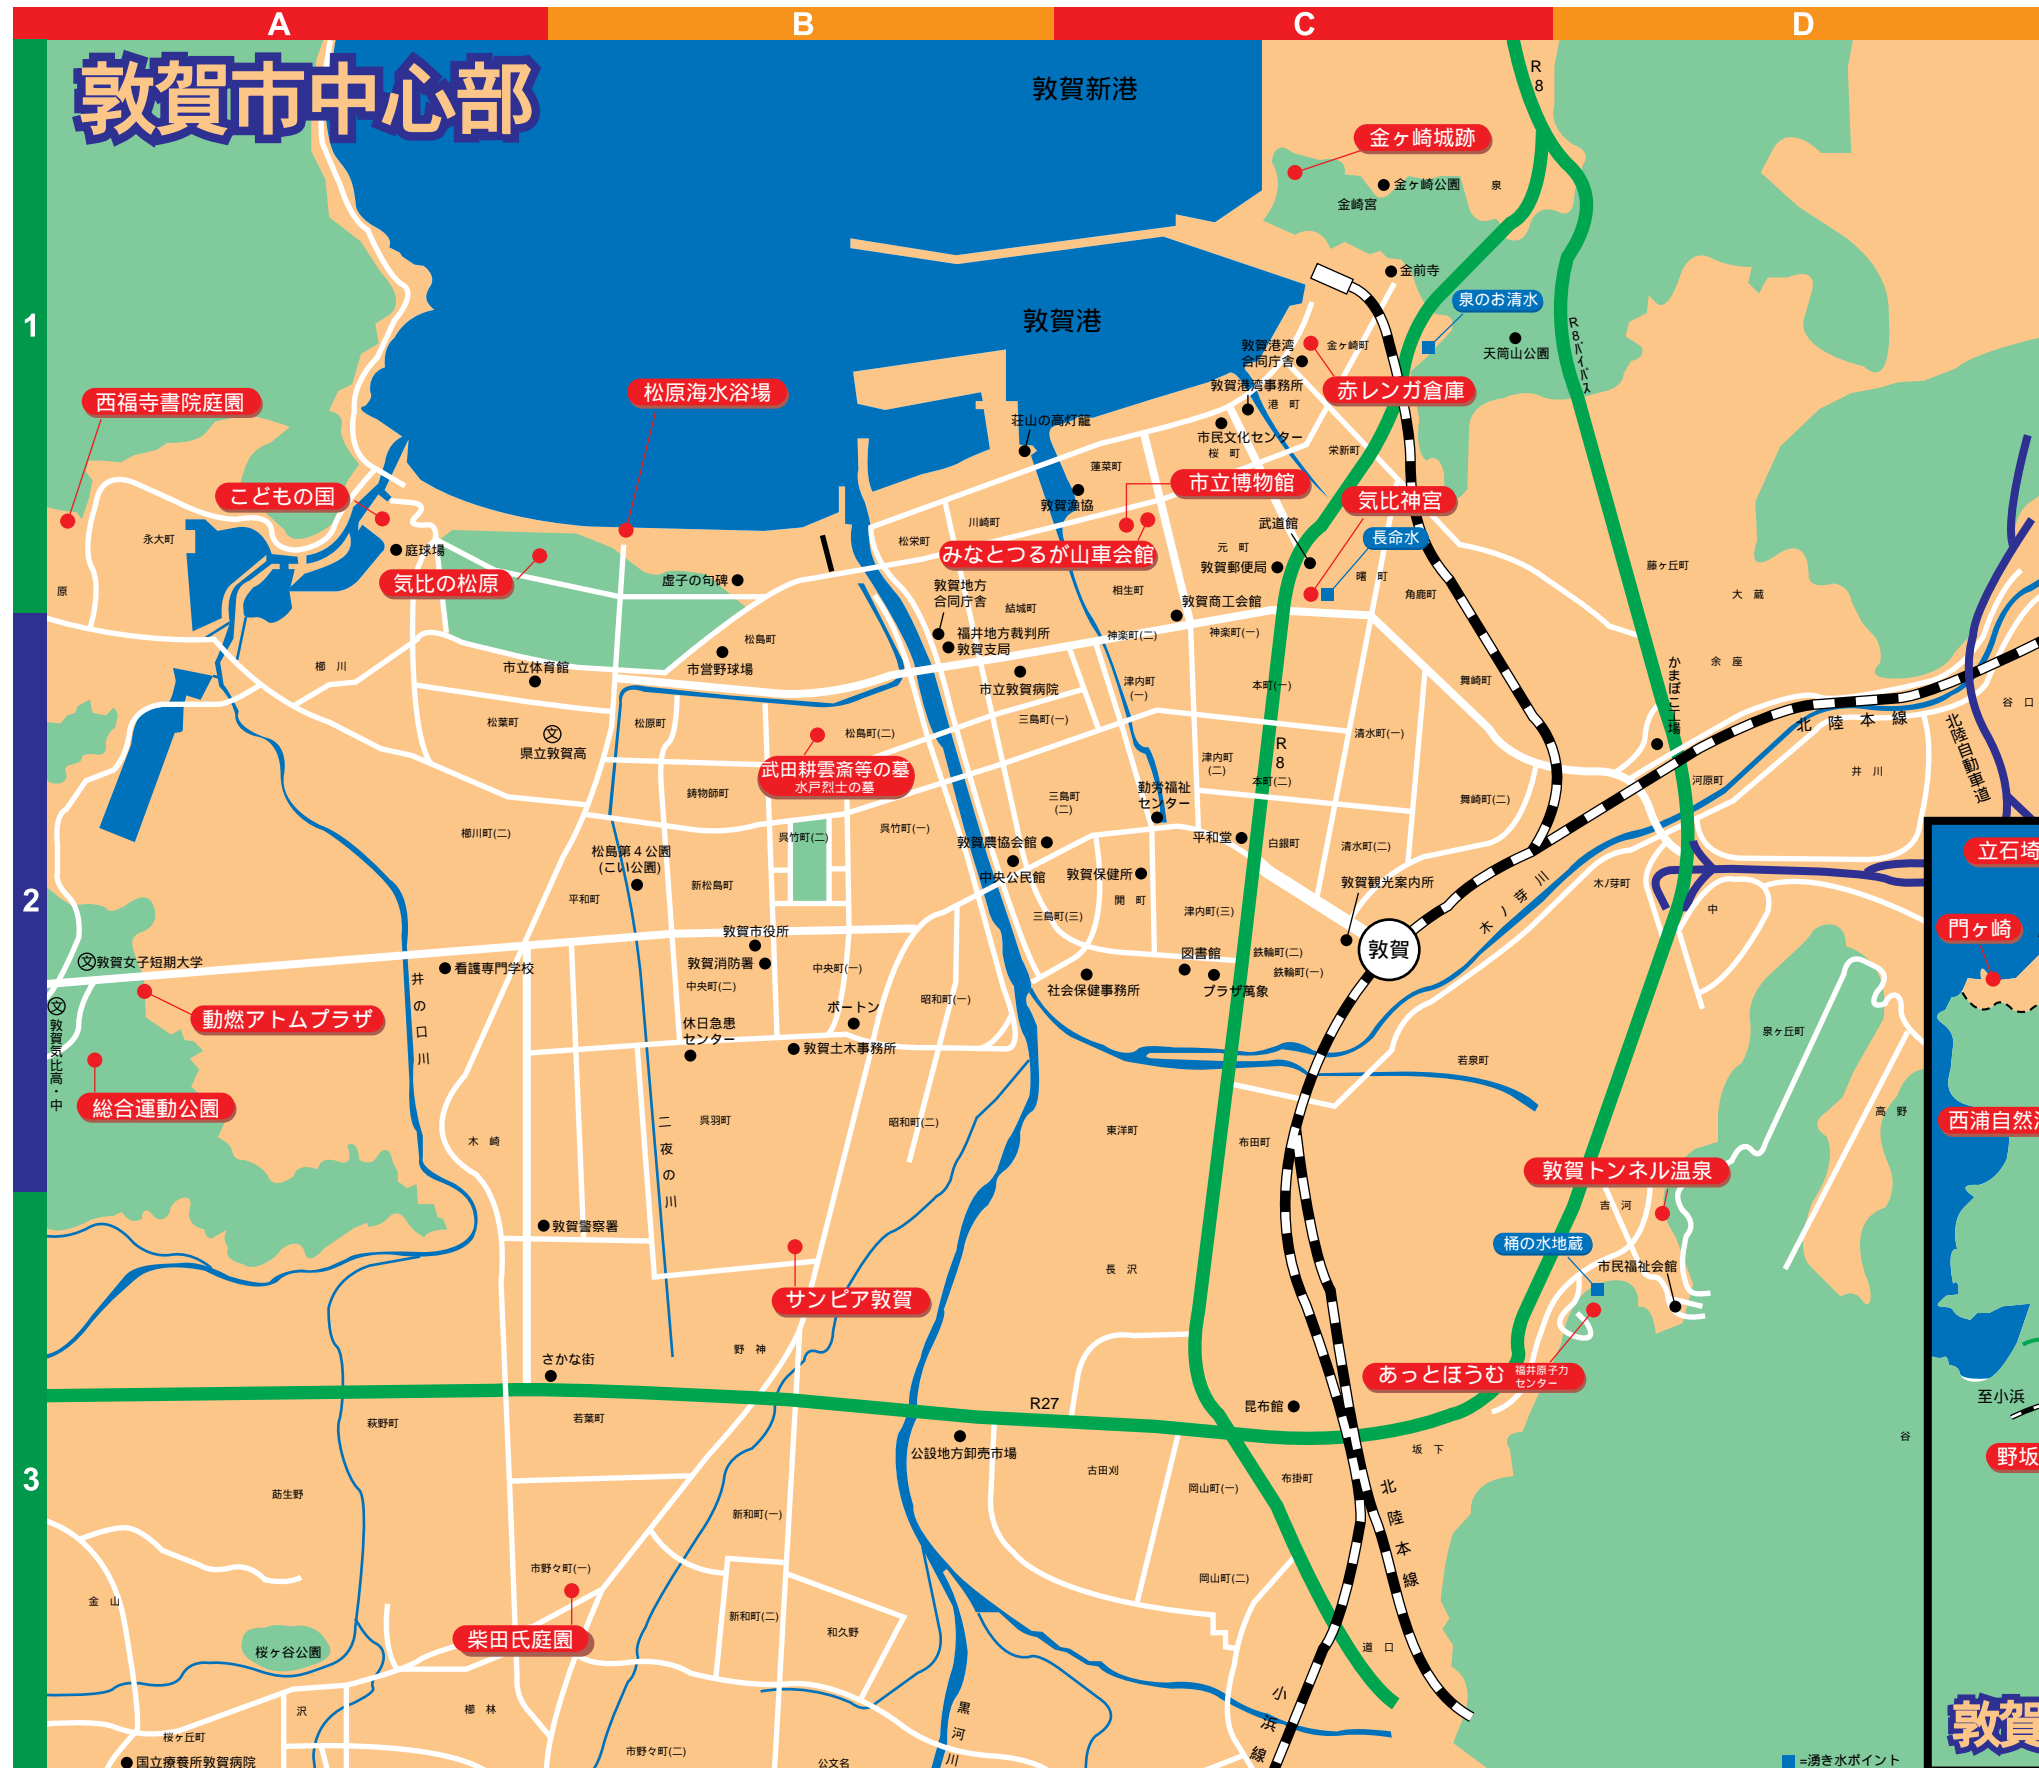 A
B
C
D
敦賀市中心部
敦賀新港
R
8
金ヶ崎城跡
金ヶ崎公園
泉
金崎宮
金前寺
泉のお清水
敦賀港
1
R8バイパス
天筒山公園
敦賀港湾
合同庁舎
金ヶ崎町
赤レンガ倉庫
敦賀港湾事務所
港 町
西福寺書院庭園
松原海水浴場
荘山の高灯籠
市民文化センター
桜 町
栄新町
蓮菜町
市立博物館
気比神宮
こどもの国
敦賀漁協
川崎町
武道館
長命水
永大町
庭球場
松栄町
みなとつるが山車会館
元 町
敦賀郵便局
曙 町
藤ヶ丘町
気比の松原
虚子の句碑
敦賀地方
合同庁舎
相生町
角鹿町
大 蔵
原
結城町
敦賀商工会館
福井地方裁判所
敦賀支局
神楽町(二)
神楽町(一)
松島町
櫛 川
市立体育館
市営野球場
市立敦賀病院
津内町
(一)
本町(一)
舞崎町
余 座
かまぼこ工場
谷 口
松葉町
松原町
三島町(一)
北 陸 本 線
北陸自動車道
文
県立敦賀高
松島町(二)
清水町(一)
R
8
武田耕雲斎等の墓
水戸烈士の墓
津内町
(二)
本町(二)
井 川
河原町
鋳物師町
三島町
(二)
勤労福祉
センター
舞崎町(二)
櫛川町(二)
呉竹町(二)
呉竹町(一)
敦賀農協会館
平和堂
白銀町
清水町(二)
松島第4公園
(こい公園)
立石埼
新松島町
中央公民館
敦賀保健所
敦賀観光案内所
木ノ芽川
木ノ芽町
2
平和町
開 町
三島町(三)
津内町(三)
中
門ヶ崎
敦賀市役所
敦賀
文
敦賀女子短期大学
看護専門学校
敦賀消防署
中央町(一)
図書館
鉄輪町(二)
鉄輪町(一)
井の口川
中央町(二)
社会保健事務所
プラザ萬象
動燃アトムプラザ
昭和町(一)
ボートン
文
敦賀気比高・中
休日急患
センター
敦賀土木事務所
泉ヶ丘町
若泉町
総合運動公園
二夜の川
呉羽町
昭和町(二)
東洋町
布田町
高 野
西浦自然
木 崎
敦賀トンネル温泉
吉 河
敦賀警察署
桶の水地蔵
市民福祉会館
長 沢
サンピア敦賀
野 神
さかな街
あっとほうむ
福井原子力
センター
至小浜
R27
昆布館
萩野町
若葉町
公設地方卸売市場
坂 下
谷
野坂
3
古田刈
布掛町
岡山町(一)
莇生野
新和町(一)
北陸本線
市野々町(一)
岡山町(二)
金 山
新和町(二)
和久野
柴田氏庭園
桜ヶ谷公園
道 口
沢
櫛 林
黒河川
小浜線
敦賀
桜ヶ丘町
国立療養所敦賀病院
市野々町(二)
公文名
=湧き水ポイント